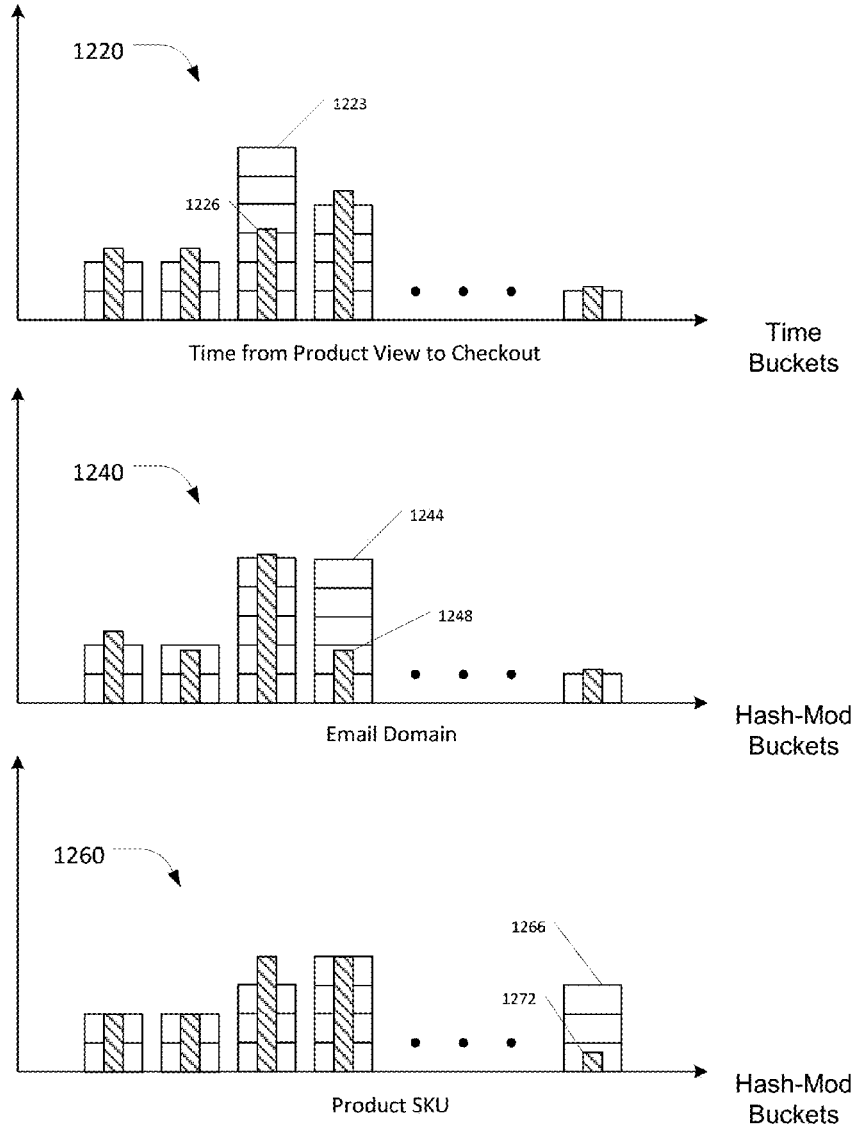 1220
1223
1226
Time from Product View to Checkout
Time
Buckets
1240
1244
1248
Email Domain
Hash-Mod
Buckets
1260
1266
1272
Product SKU
Hash-Mod
Buckets